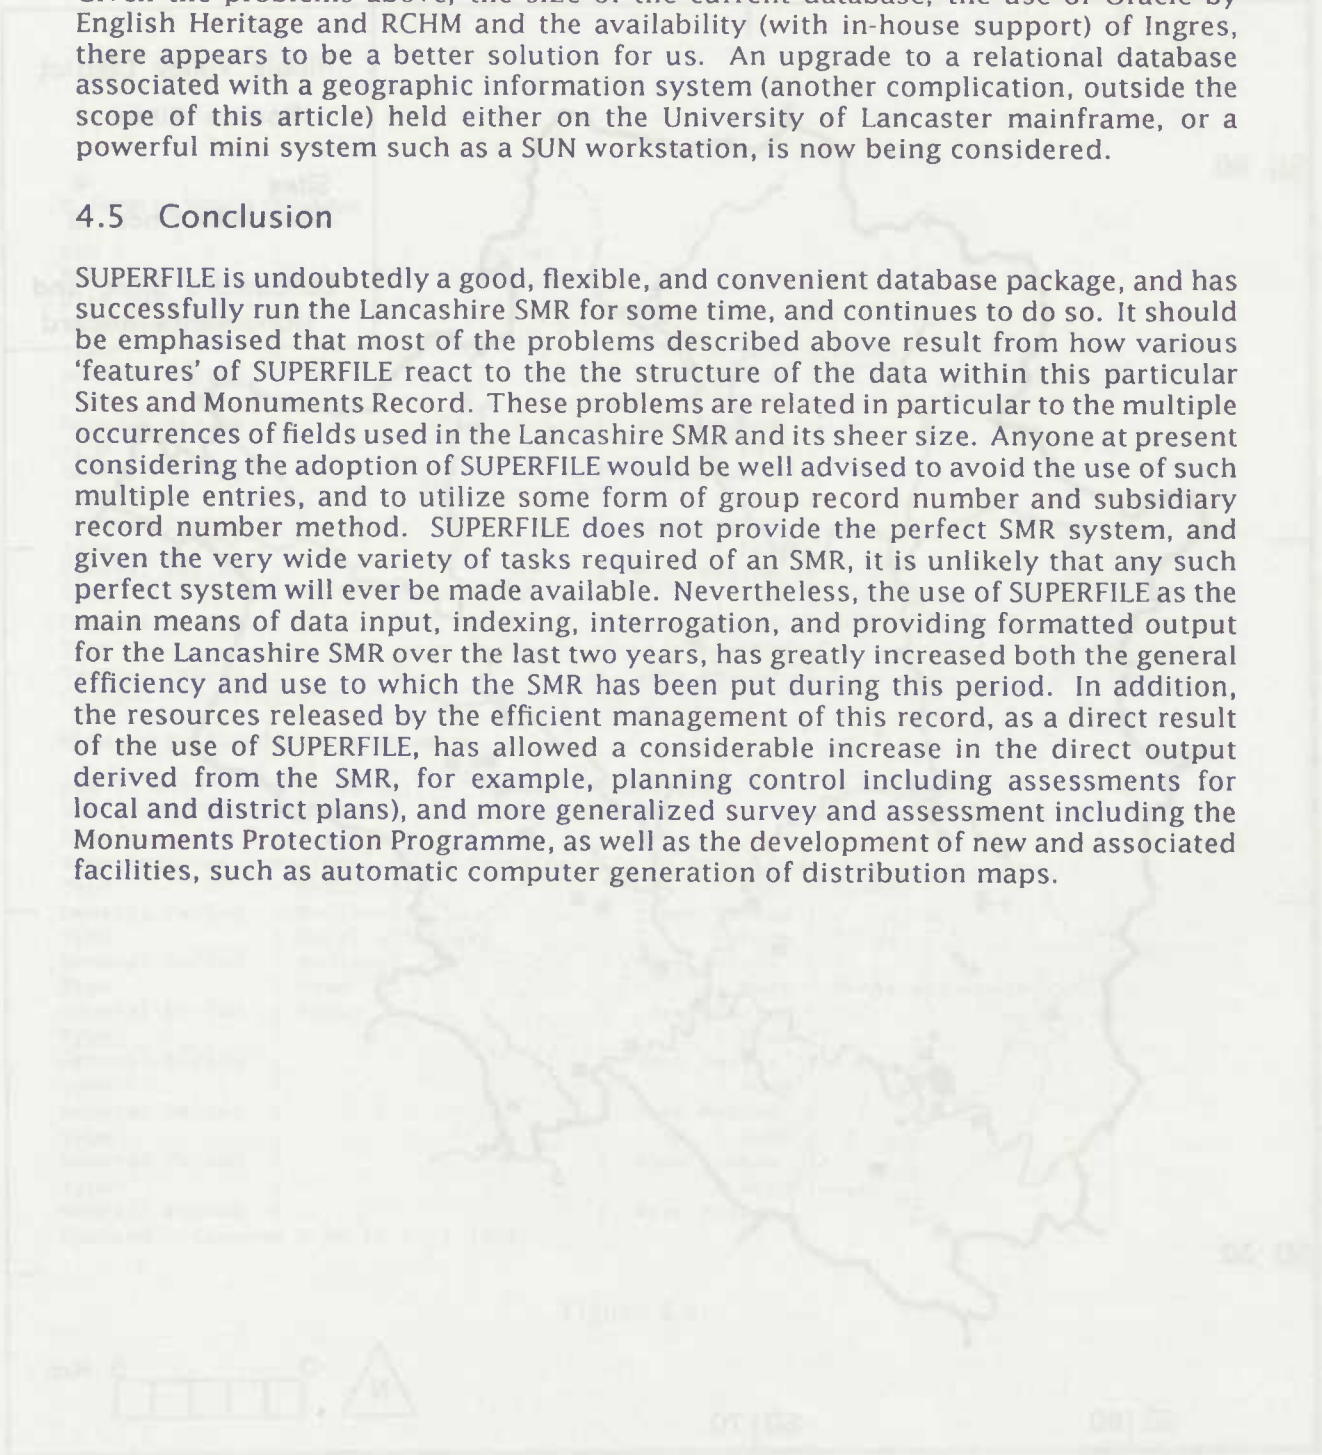 Given the problems above, the size of the current database, the use of Oracle by
English Heritage and RCHM and the availability (with in-house support) of Ingres,
there appears to be a better solution for us. An upgrade to a relational database
associated with a geographic information system (another complication, outside the
scope of this article) held either on the University of Lancaster mainframe, or a
powerful mini system such as a SUN workstation, is now being considered.
4.5 Conclusion
SUPERFILE is undoubtedly a good, flexible, and convenient database package, and has
successfully run the Lancashire SMR for some time, and continues to do so. It should
be emphasised that most of the problems described above result from how various
‘features’ of SUPERFILE react to the the structure of the data within this particular
Sites and Monuments Record. These problems are related in particular to the multiple
occurrences of fields used in the Lancashire SMR and its sheer size. Anyone at present
considering the adoption of SUPERFILE would be well advised to avoid the use of such
multiple entries, and to utilize some form of group record number and subsidiary
record number method. SUPERFILE does not provide the perfect SMR system, and
given the very wide variety of tasks required of an SMR, it is unlikely that any such
perfect system will ever be made available. Nevertheless, the use of SUPERFILE as the
main means of data input, indexing, interrogation, and providing formatted output
for the Lancashire SMR over the last two years, has greatly increased both the general
efficiency and use to which the SMR has been put during this period. In addition,
the resources released by the efficient management of this record, as a direct result
of the use of SUPERFILE, has allowed a considerable increase in the direct output
derived from the SMR, for example, planning control including assessments for
local and district plans), and more generalized survey and assessment including the
Monuments Protection Programme, as well as the development of new and associated
facilities, such as automatic computer generation of distribution maps.